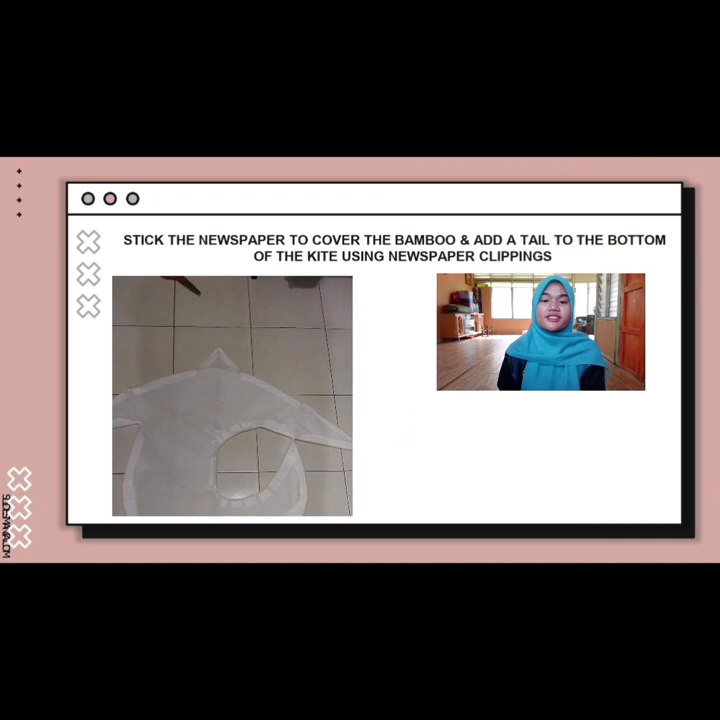 STICK THE NEWSPAPER TO COVER THE BAMBOO & ADD A TAIL TO THE BOTTOM
OF THE KITE USING NEWSPAPER CLIPPINGS